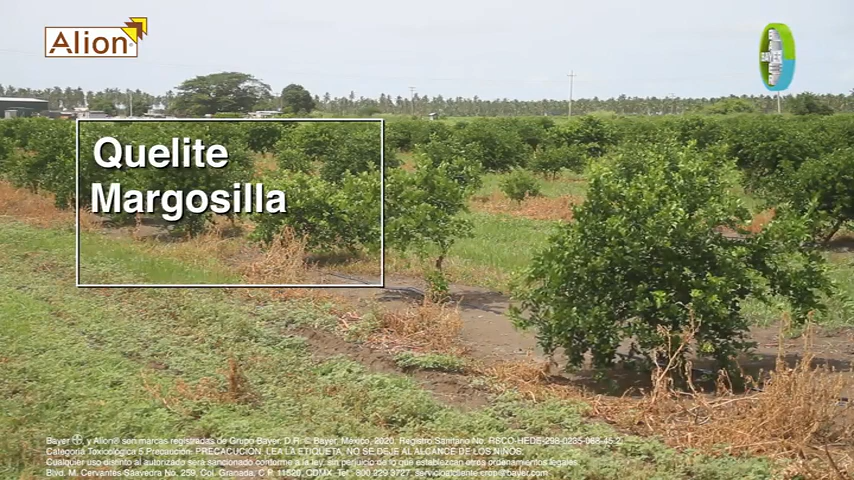 Alion®
BAYER
Quelite
Margosilla
Bayer y Alion® son marcas registradas de Grupo Bayer. D.R. © Bayer, México, 2020. Registro Sanitario No. RSCO-HEDE-298-0285-068-45.2.
Categoría Toxicológica 5 Precaución. PRECAUCION. LEA LA ETIQUETA, NO SE DEJE AL ALCANCE DE LOS NIÑOS.
Cualquier uso distinto al autorizado será sancionado conforme a la ley, sin perjuicio de lo que establezcan otros ordenamientos legales.
Blvd. M. Cervantes Saavedra No. 259, Col. Granada, C.P. 11520, CDMX. Tel. 800 229 3727, servicioalcliente.crop@bayer.com